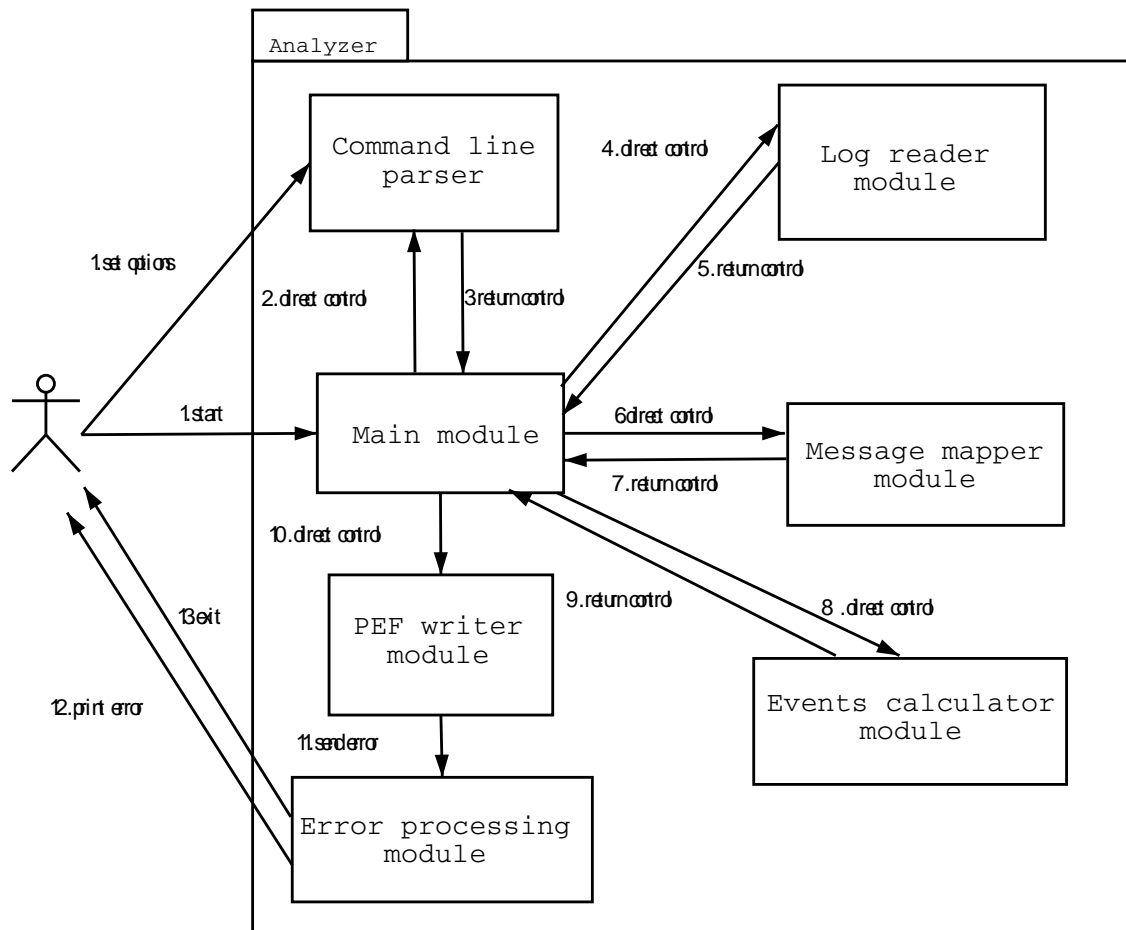 Analyzer
Command line
parser
Log reader
module
4.direct control
1.set options
2.direct control
3.return control
5.return control
1.start
Main module
6.direct control
Message mapper
module
7.return control
10.direct control
9.return control
8 .direct control
PEF writer
module
13.exit
12.print error
11.send error
Events calculator
module
Error processing
module